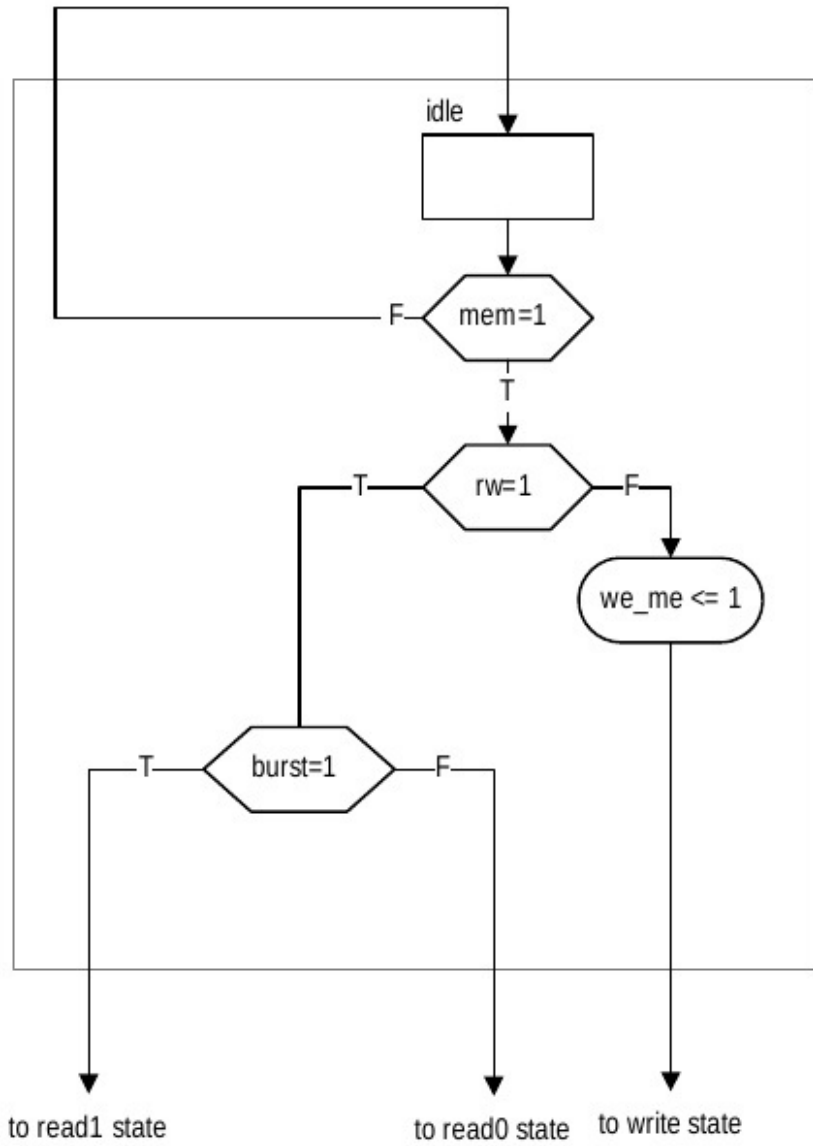 idle
mem=1
F
T
rw=1
T
F
we_me <= 1
burst=1
T
F
to read1 state
to read0 state
to write state